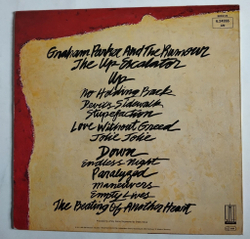 Graham Parker And The Rumour
The Up Escalator
Up
No Holding Back
Devil's Sidewalk
Stupefaction
Love Without Greed
Jolie Jolie
Down
Endless Night
Paralyzed
Maneuvers
Empty Lives
The Beating Of Another Heart